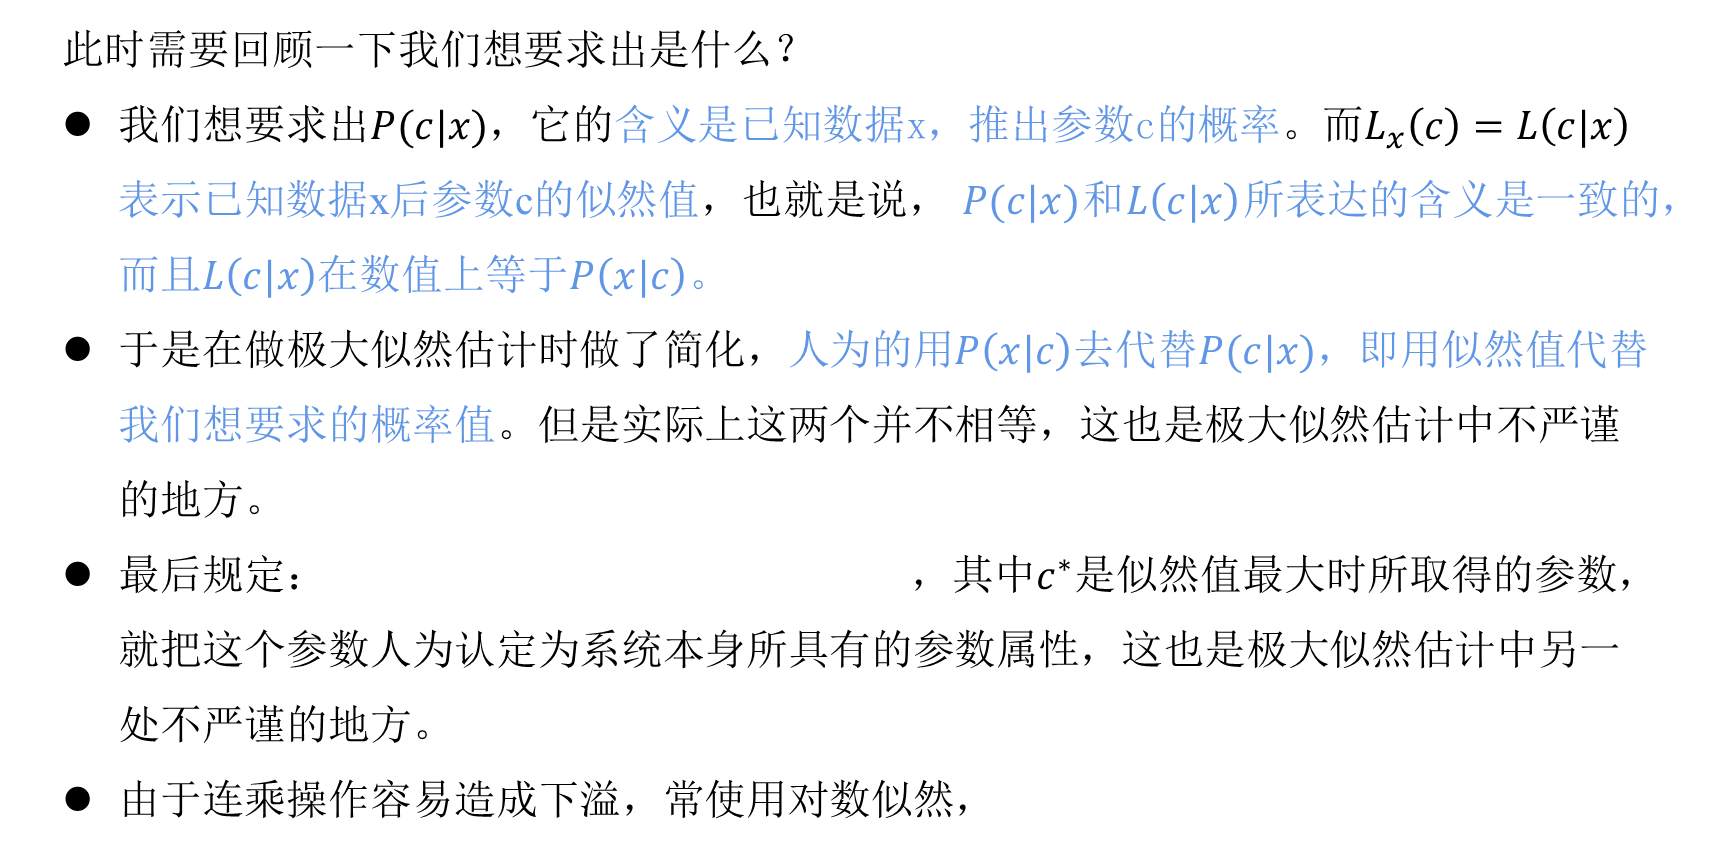 此时需要回顾一下我们想要求出是什么？
● 我们想要求出P(c|x)，它的含义是已知数据x，推出参数c的概率。而Lₓ(c) = L(c|x)
表示已知数据x后参数c的似然值，也就是说， P(c|x)和L(c|x)所表达的含义是一致的，
而且L(c|x)在数值上等于P(x|c)。
● 于是在做极大似然估计时做了简化，人为的用P(x|c)去代替P(c|x)，即用似然值代替
我们想要求的概率值。但是实际上这两个并不相等，这也是极大似然估计中不严谨
的地方。
● 最后规定： ，其中c*是似然值最大时所取得的参数，
就把这个参数人为认定为系统本身所具有的参数属性，这也是极大似然估计中另一
处不严谨的地方。
● 由于连乘操作容易造成下溢，常使用对数似然，